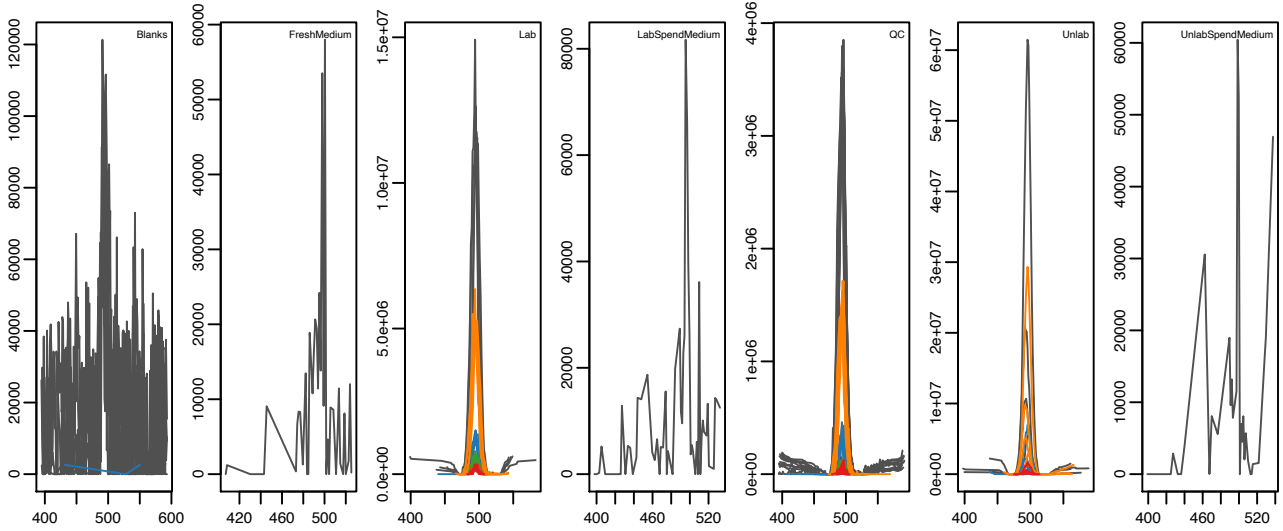 Blanks
0
20000
40000
60000
80000
100000
120000
400
500
600
FreshMedium
0
10000
20000
30000
40000
50000
60000
420
460
500
Lab
0.0e+00
5.0e+06
1.0e+07
1.5e+07
400
500
LabSpendMedium
0
20000
40000
60000
80000
400
460
520
QC
0e+00
1e+06
2e+06
3e+06
4e+06
400
500
Unlab
0e+00
1e+07
2e+07
3e+07
4e+07
5e+07
6e+07
400
500
UnlabSpendMedium
0
10000
20000
30000
40000
50000
60000
400
460
520